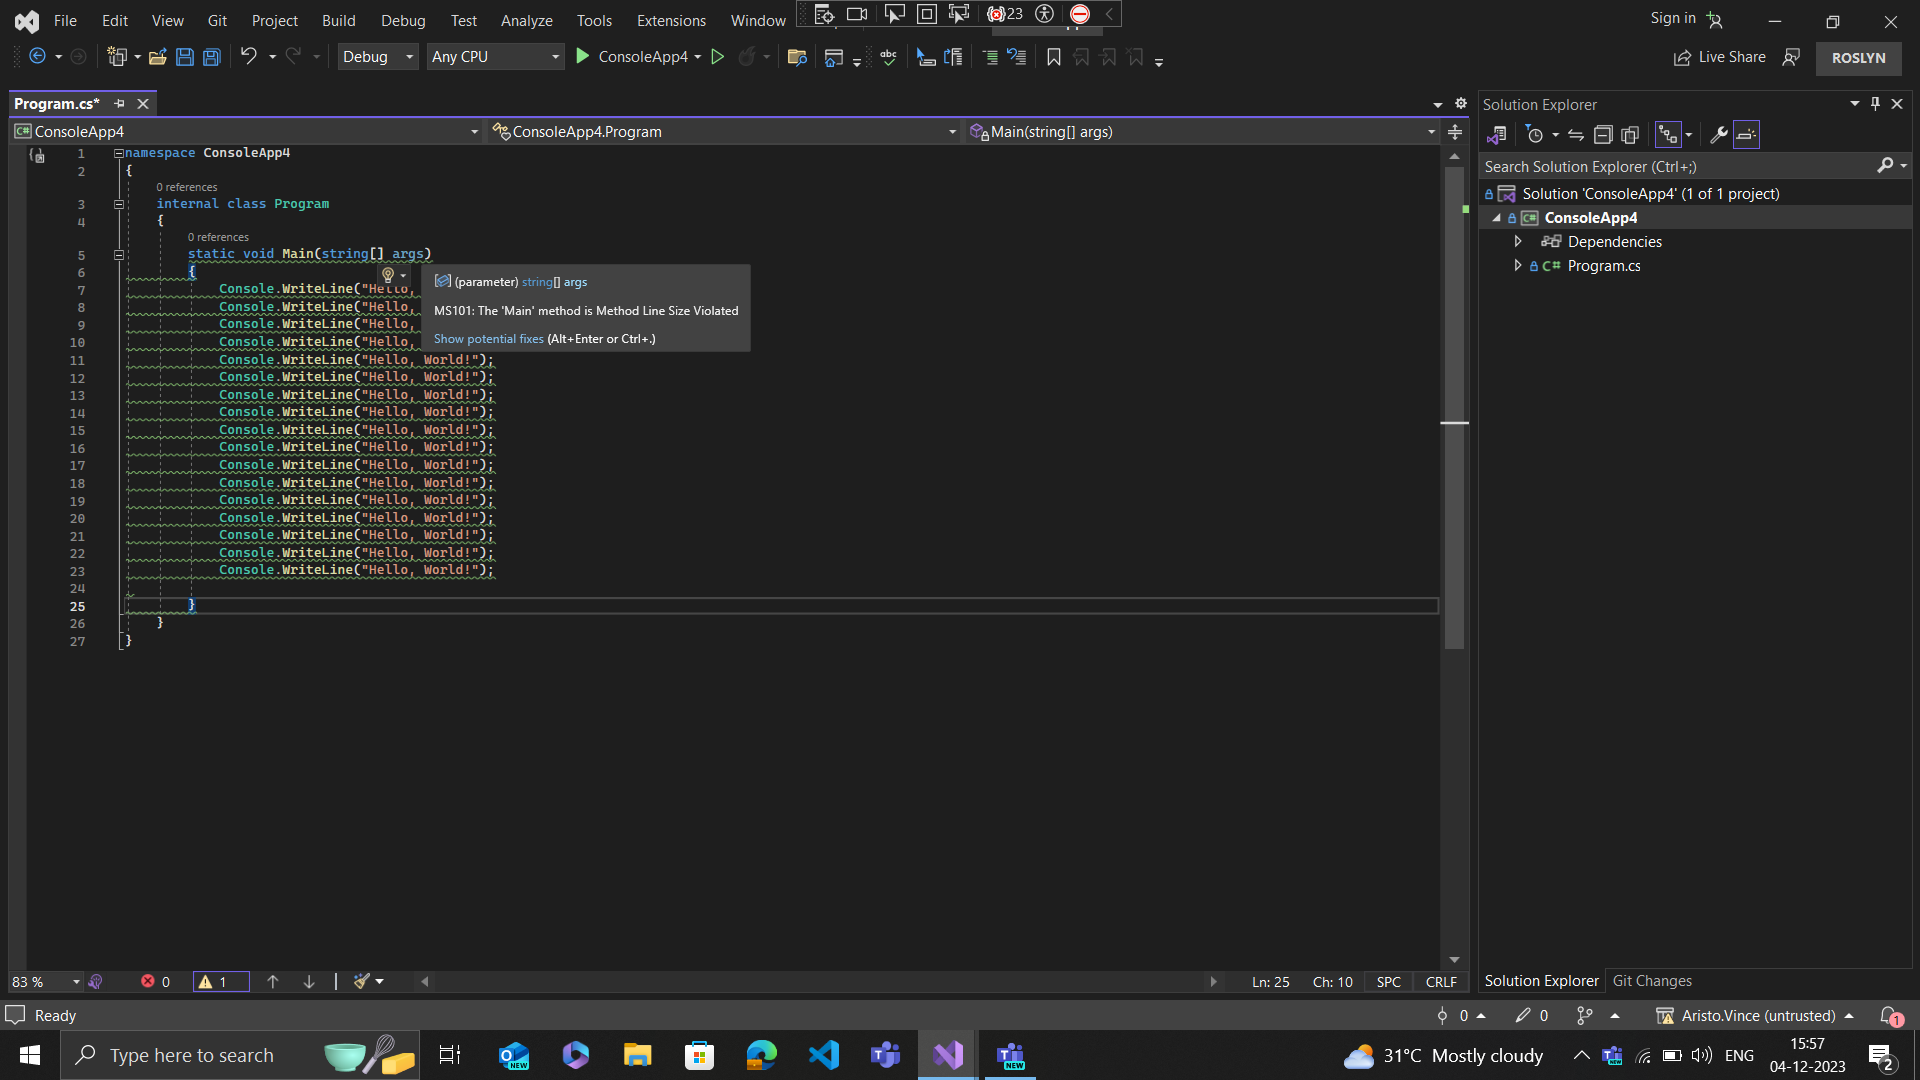 File Edit View Git Project Build Debug Test Analyze Tools Extensions Window 23 Sign in
Debug Any CPU ConsoleApp4 abc Live Share ROSLYN
Program.cs*
C# ConsoleApp4 ConsoleApp4.Program Main(string[] args)
1 namespace ConsoleApp4
2 {
0 references
3 internal class Program
4 {
0 references
5 static void Main(string[] args)
6 {
7 Console.WriteLine("Hello,
8 Console.WriteLine("Hello,
9 Console.WriteLine("Hello,
10 Console.WriteLine("Hello,
11 Console.WriteLine("Hello, World!");
12 Console.WriteLine("Hello, World!");
13 Console.WriteLine("Hello, World!");
14 Console.WriteLine("Hello, World!");
15 Console.WriteLine("Hello, World!");
16 Console.WriteLine("Hello, World!");
17 Console.WriteLine("Hello, World!");
18 Console.WriteLine("Hello, World!");
19 Console.WriteLine("Hello, World!");
20 Console.WriteLine("Hello, World!");
21 Console.WriteLine("Hello, World!");
22 Console.WriteLine("Hello, World!");
23 Console.WriteLine("Hello, World!");
24
25 }
26 }
27 }
(parameter) string[] args
MS101: The 'Main' method is Method Line Size Violated
Show potential fixes (Alt+Enter or Ctrl+.)
Solution Explorer
Search Solution Explorer (Ctrl+;)
Solution 'ConsoleApp4' (1 of 1 project)
C# ConsoleApp4
Dependencies
C# Program.cs
83 % 0 1 Ln: 25 Ch: 10 SPC CRLF
Solution Explorer Git Changes
Ready 0 0 Aristo.Vince (untrusted) 1
Type here to search NEW NEW 31°C Mostly cloudy NEW ENG 15:57
04-12-2023 2